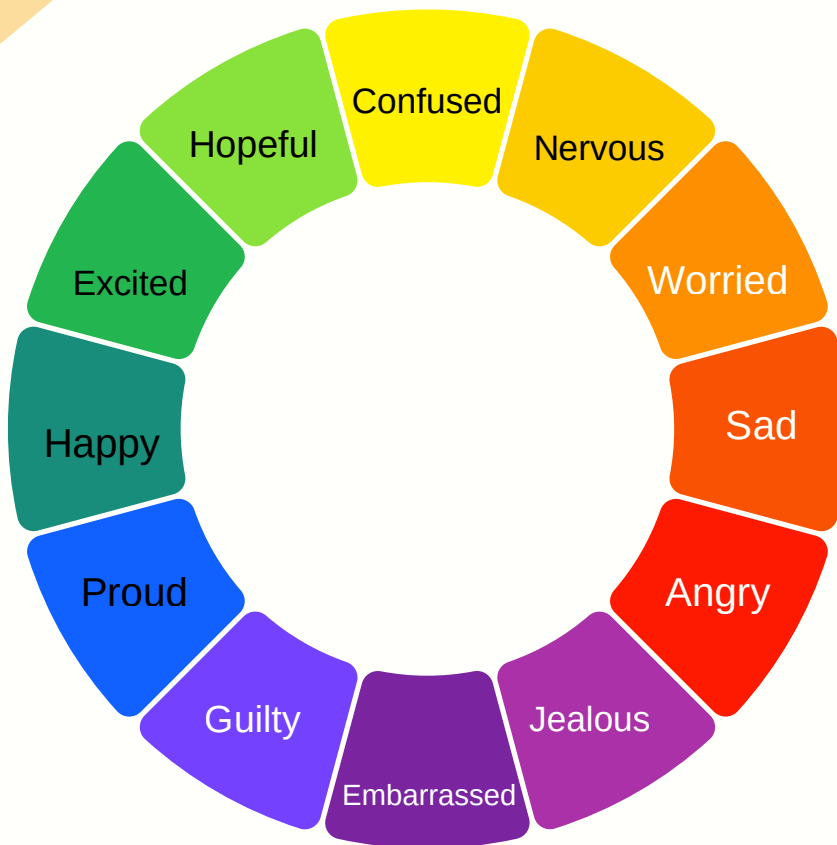 Confused
Nervous
Worried
Sad
Angry
Jealous
Embarrassed
Guilty
Proud
Happy
Excited
Hopeful